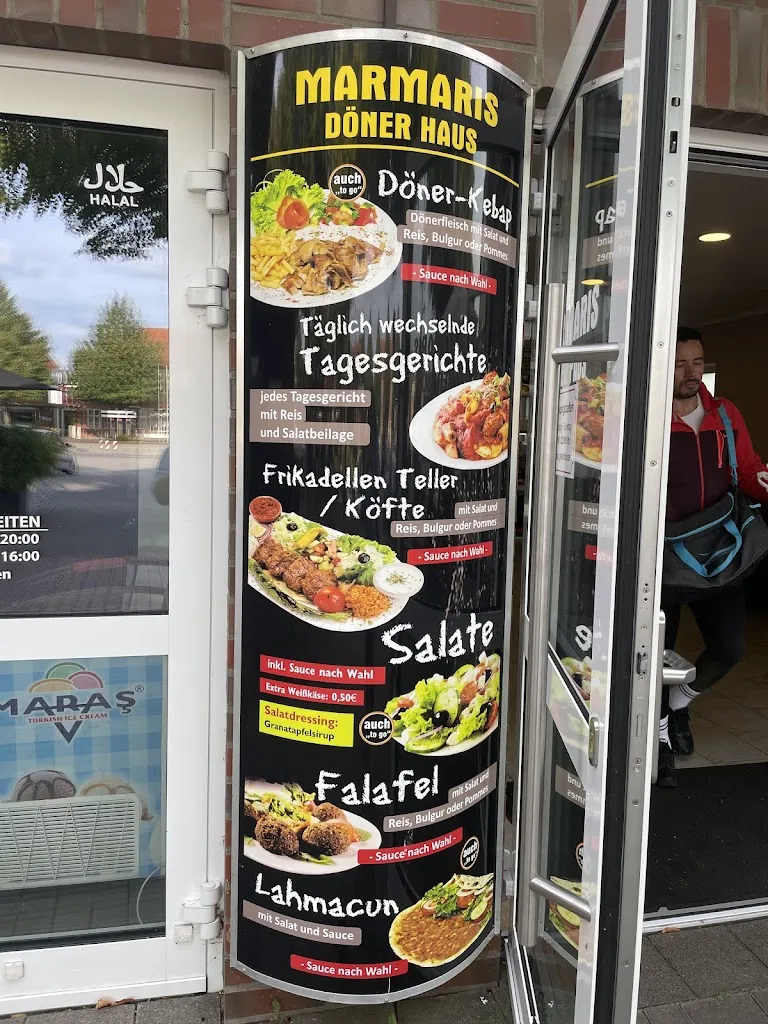 حلال
HALAL
EITEN
20:00
16:00
en
MARAŞ®
TURKISH ICE CREAM
MARMARIS
DÖNER HAUS
auch
„to go"
Döner-Kebap
Dönerfleisch mit Salat und
Reis, Bulgur oder Pommes
- Sauce nach Wahl -
Täglich wechselnde
Tagesgerichte
jedes Tagesgericht
mit Reis
und Salatbeilage
Frikadellen Teller
/ Köfte
mit Salat und
Reis, Bulgur oder Pommes
- Sauce nach Wahl -
Salate
inkl. Sauce nach Wahl
Extra Weißkäse: 0,50€
Salatdressing:
Granatapfelsirup
auch
„to go"
Falafel
mit Salat und
Reis, Bulgur oder Pommes
- Sauce nach Wahl -
auch
„to go"
Lahmacun
mit Salat und Sauce
- Sauce nach Wahl -